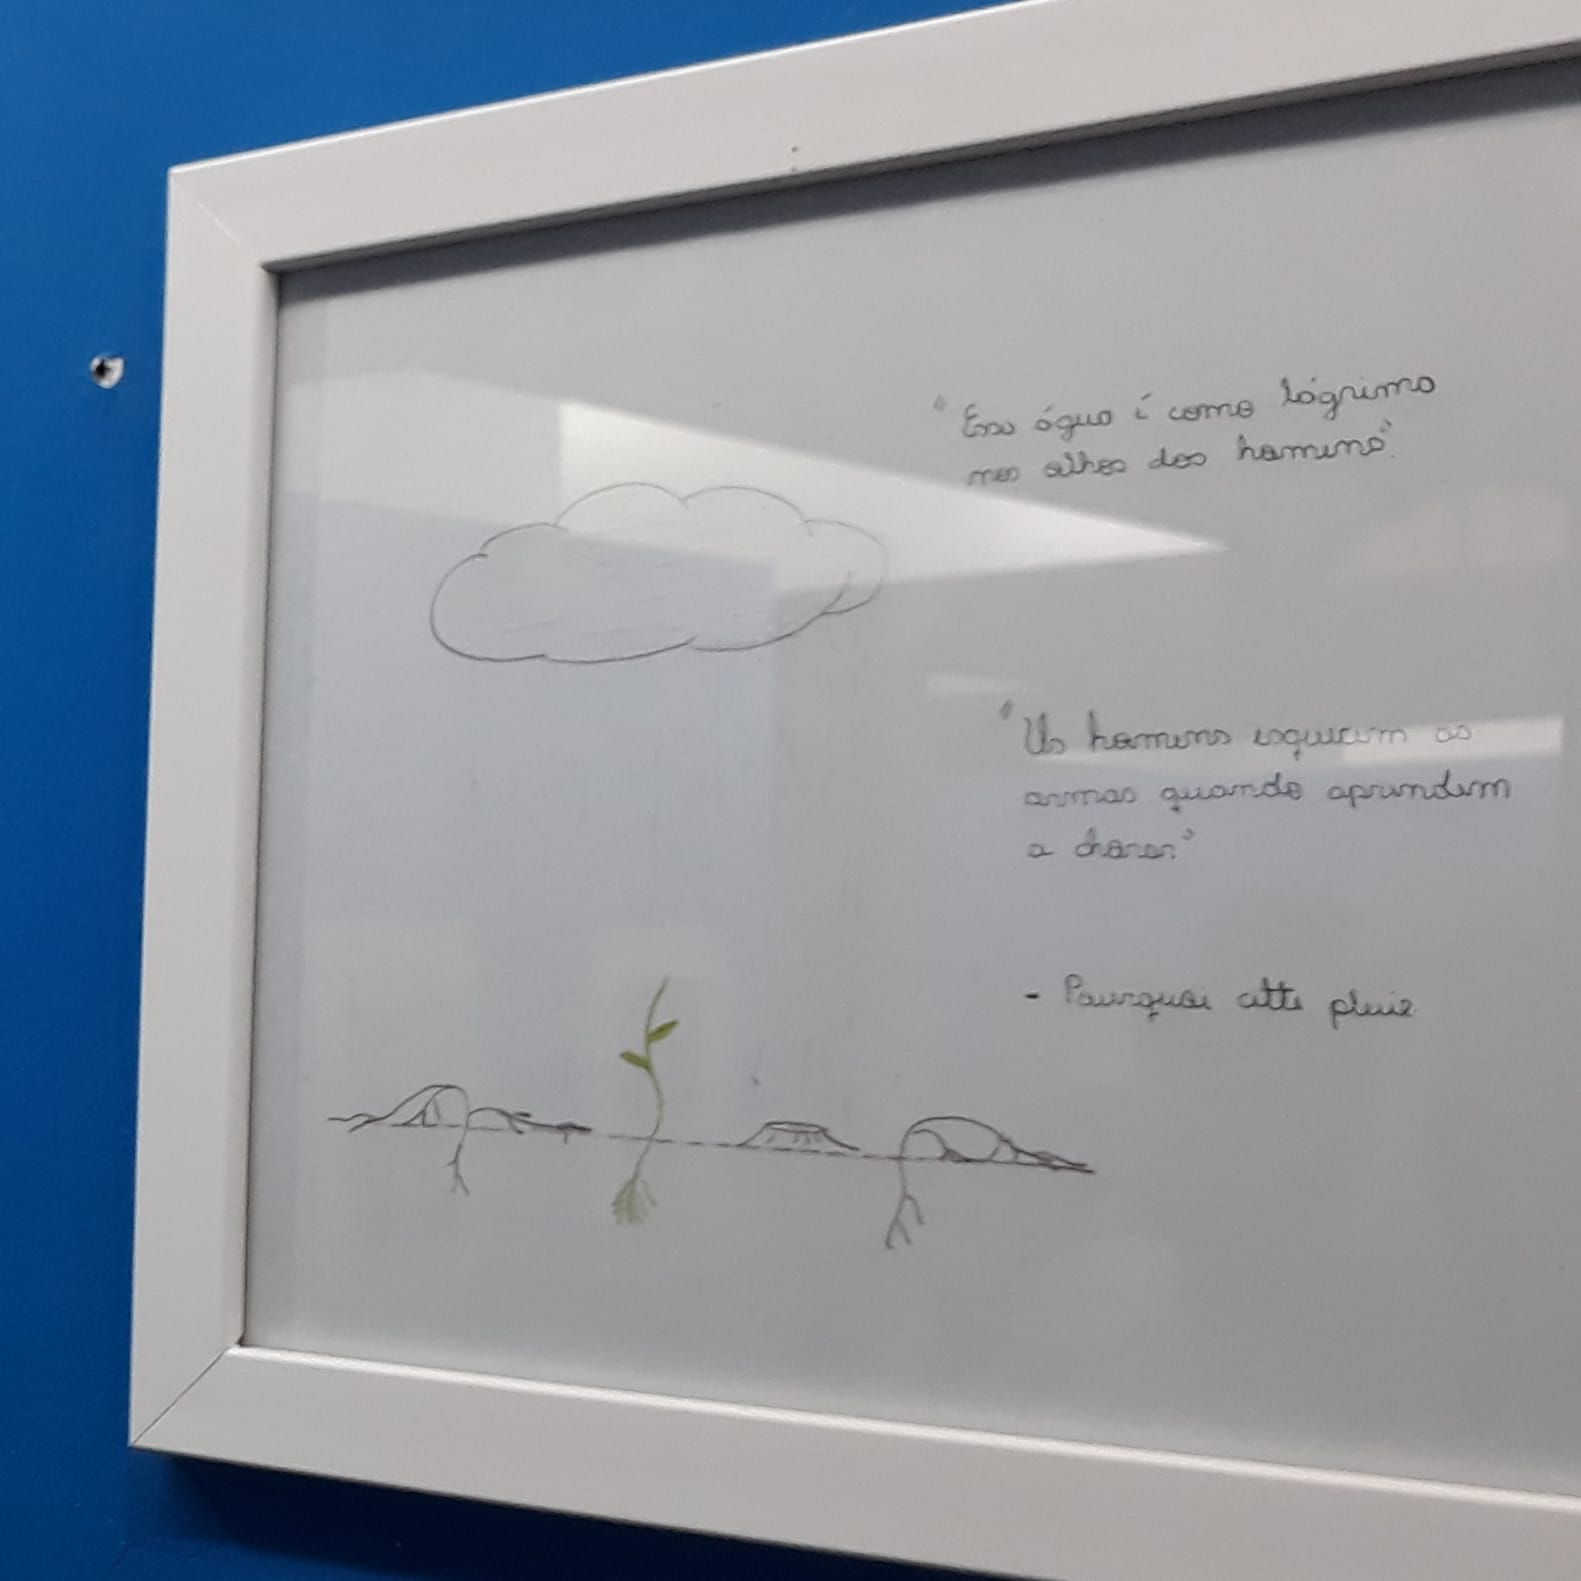 "Essa água é como lágrima
nos olhos dos homens"
"Os homens esquecem as
armas quando aprendem
a chorar"
- Pourquoi cette pluie